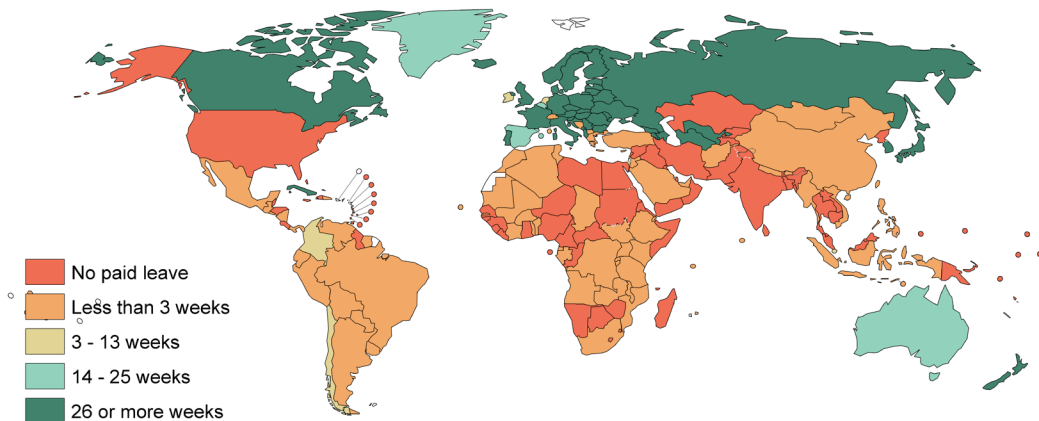 No paid leave
Less than 3 weeks
3 - 13 weeks
14 - 25 weeks
26 or more weeks